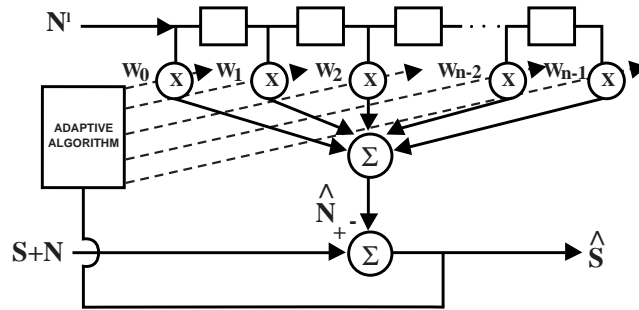 N¹
W₀ X W₁ X W₂ X · · · Wₙ₋₂ X Wₙ₋₁ X
ADAPTIVE
ALGORITHM
Σ
N̂
+ -
S+N Σ Ŝ